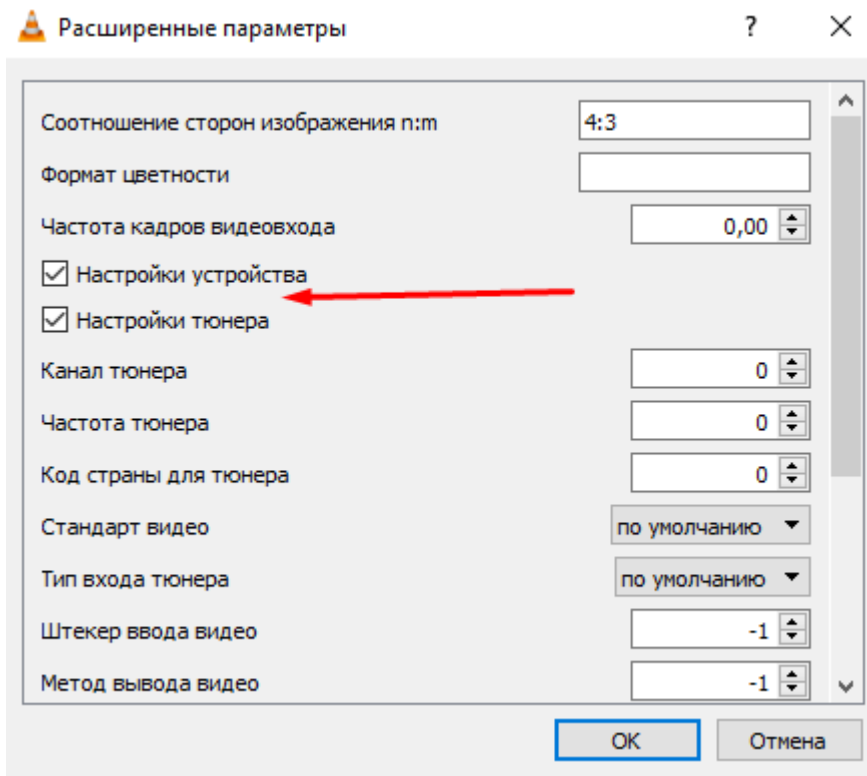 Расширенные параметры ?
Соотношение сторон изображения n:m 4:3
Формат цветности
Частота кадров видеовхода 0,00
Настройки устройства
Настройки тюнера
Канал тюнера 0
Частота тюнера 0
Код страны для тюнера 0
Стандарт видео по умолчанию
Тип входа тюнера по умолчанию
Штекер ввода видео -1
Метод вывода видео -1
OK Отмена